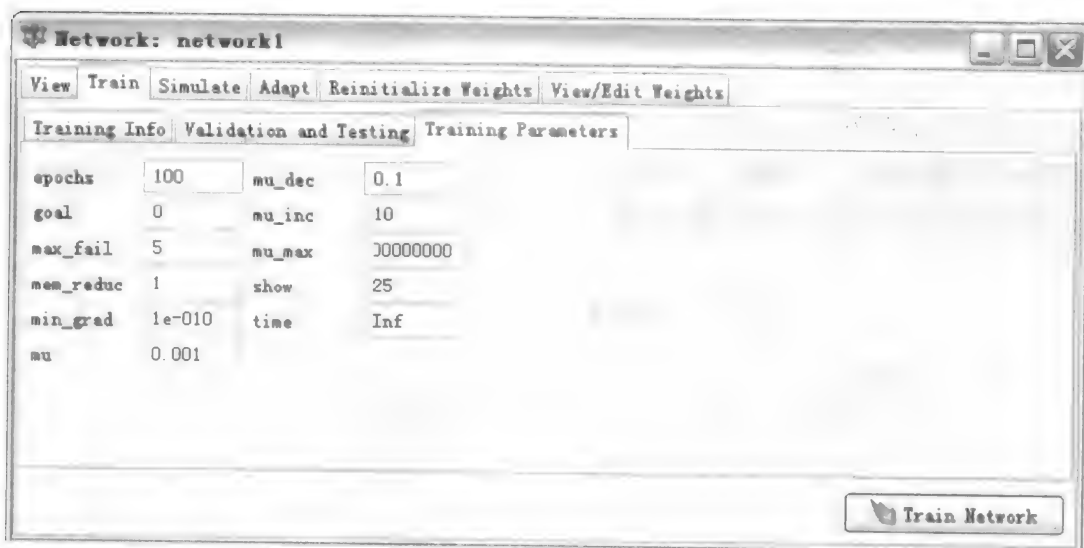 Network: network1
View Train Simulate Adapt Reinitialize Weights View/Edit Weights
Training Info Validation and Testing Training Parameters
epochs 100 mu_dec 0.1
goal 0 mu_inc 10
max_fail 5 mu_max 00000000
mem_reduc 1 show 25
min_grad 1e-010 time Inf
mu 0.001
Train Network